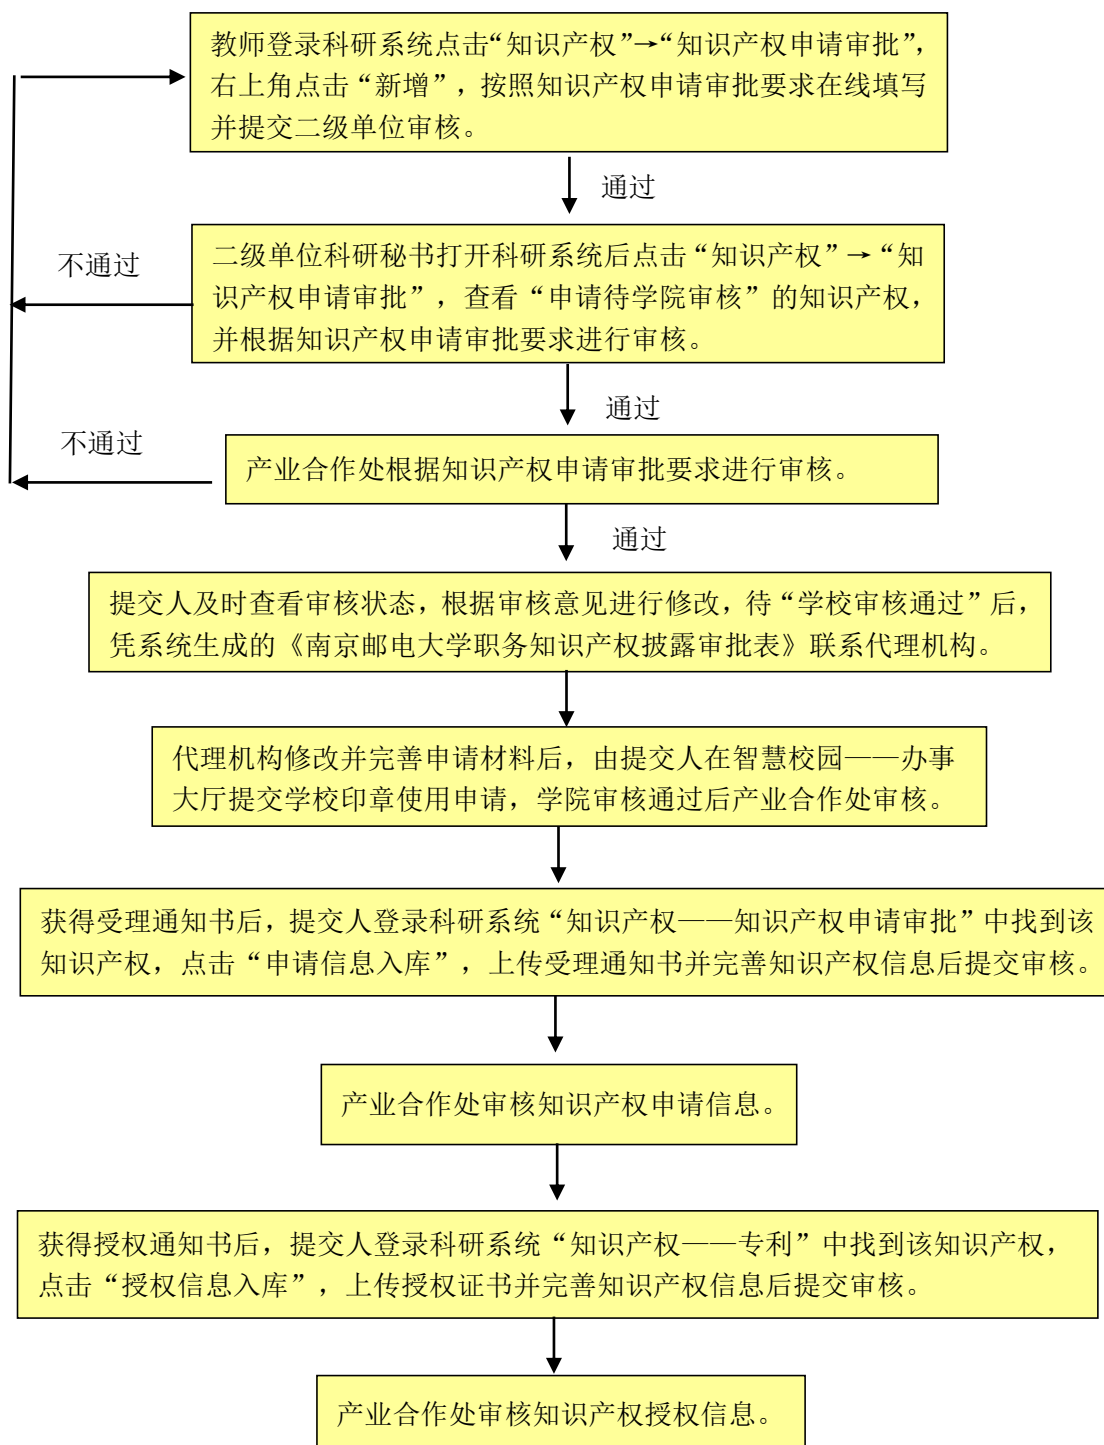 教师登录科研系统点击“知识产权”→“知识产权申请审批”，
右上角点击“新增”，按照知识产权申请审批要求在线填写
并提交二级单位审核。
通过
二级单位科研秘书打开科研系统后点击“知识产权”→“知
识产权申请审批”，查看“申请待学院审核”的知识产权，
并根据知识产权申请审批要求进行审核。
不通过
通过
产业合作处根据知识产权申请审批要求进行审核。
不通过
通过
提交人及时查看审核状态，根据审核意见进行修改，待“学校审核通过”后，
凭系统生成的《南京邮电大学职务知识产权披露审批表》联系代理机构。
代理机构修改并完善申请材料后，由提交人在智慧校园——办事
大厅提交学校印章使用申请，学院审核通过后产业合作处审核。
获得受理通知书后，提交人登录科研系统“知识产权——知识产权申请审批”中找到该
知识产权，点击“申请信息入库”，上传受理通知书并完善知识产权信息后提交审核。
产业合作处审核知识产权申请信息。
获得授权通知书后，提交人登录科研系统“知识产权——专利”中找到该知识产权，
点击“授权信息入库”，上传授权证书并完善知识产权信息后提交审核。
产业合作处审核知识产权授权信息。